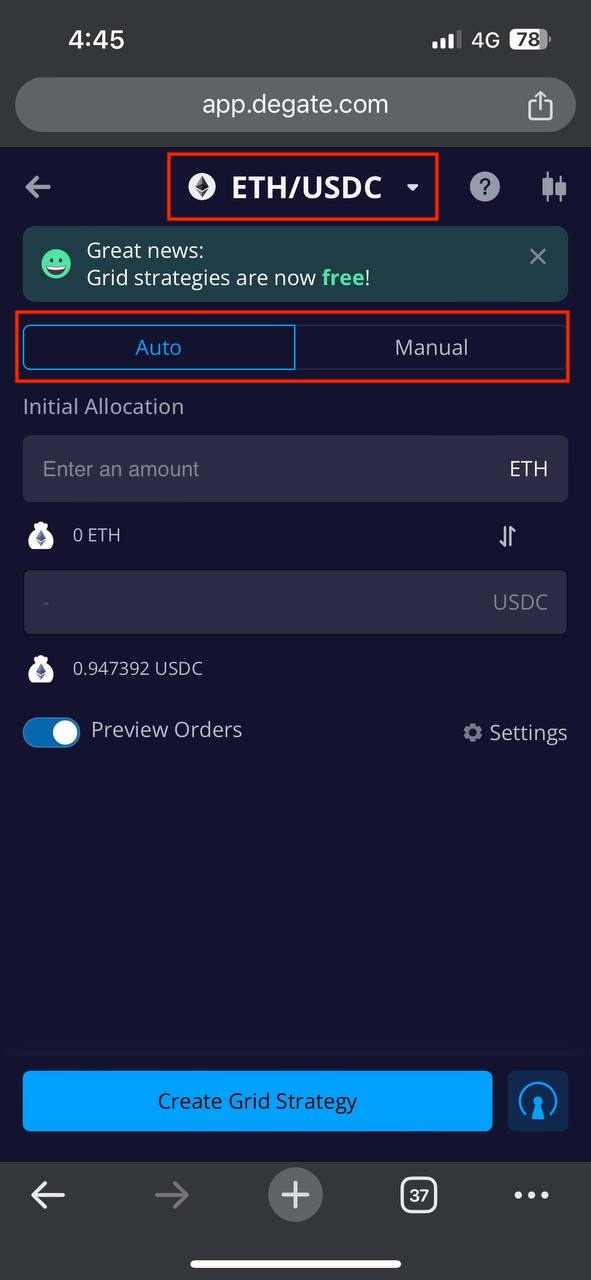 4:45
4G
78
app.degate.com
ETH/USDC
?
Great news:
Grid strategies are now free!
Auto
Manual
Initial Allocation
Enter an amount
ETH
0 ETH
-
USDC
0.947392 USDC
Preview Orders
Settings
Create Grid Strategy
37